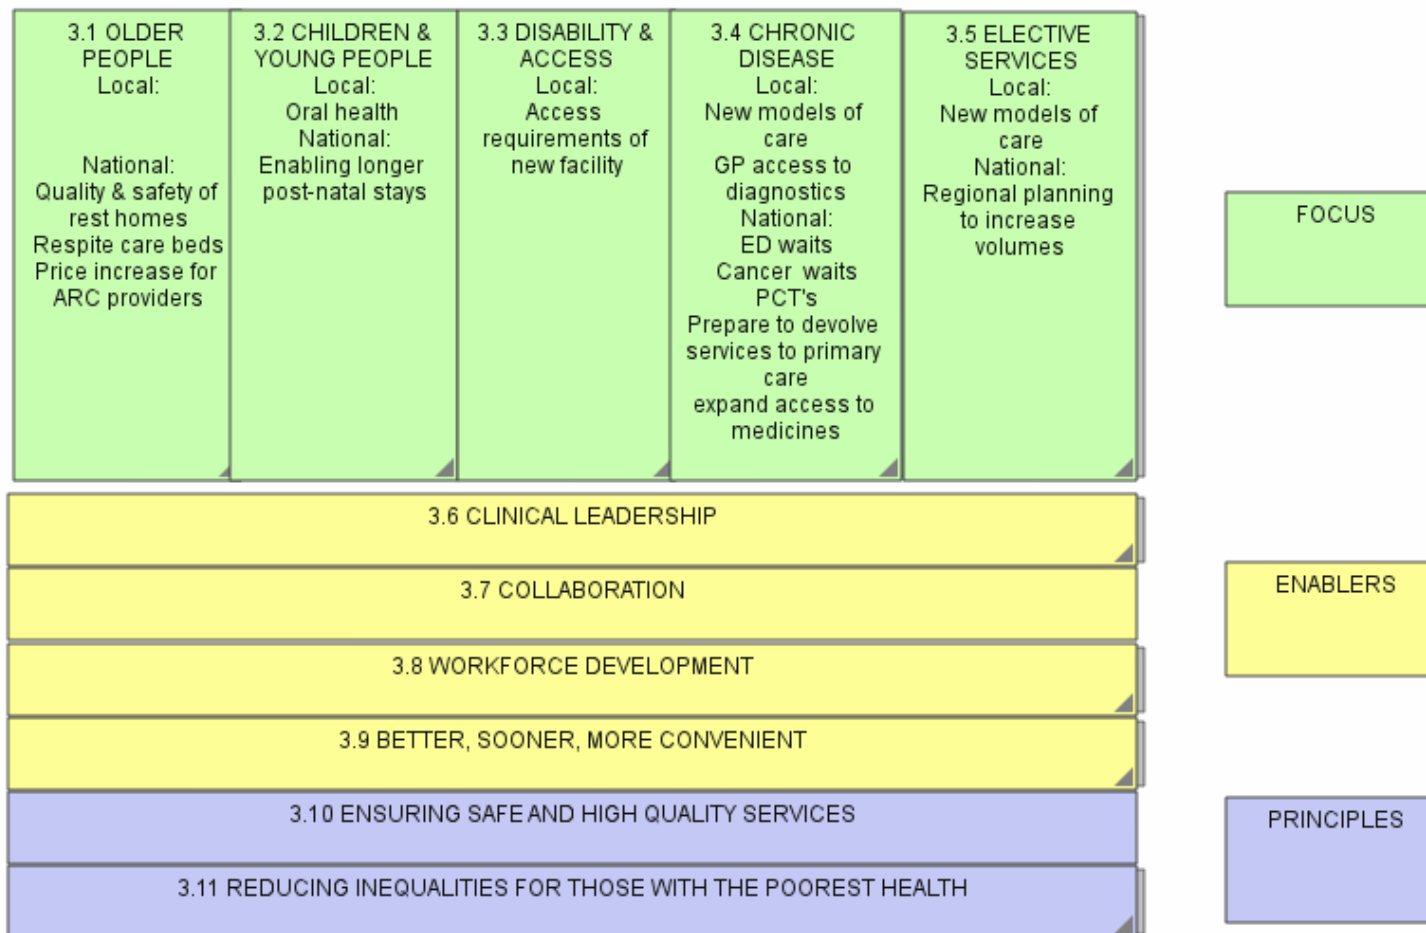 3.1 OLDER
PEOPLE
Local:
National:
Quality & safety of
rest homes
Respite care beds
Price increase for
ARC providers
3.2 CHILDREN &
YOUNG PEOPLE
Local:
Oral health
National:
Enabling longer
post-natal stays
3.3 DISABILITY &
ACCESS
Local:
Access
requirements of
new facility
3.4 CHRONIC
DISEASE
Local:
New models of
care
GP access to
diagnostics
National:
ED waits
Cancer waits
PCT's
Prepare to devolve
services to primary
care
expand access to
medicines
3.5 ELECTIVE
SERVICES
Local:
New models of
care
National:
Regional planning
to increase
volumes
FOCUS
3.6 CLINICAL LEADERSHIP
3.7 COLLABORATION
3.8 WORKFORCE DEVELOPMENT
3.9 BETTER, SOONER, MORE CONVENIENT
ENABLERS
3.10 ENSURING SAFE AND HIGH QUALITY SERVICES
3.11 REDUCING INEQUALITIES FOR THOSE WITH THE POOREST HEALTH
PRINCIPLES